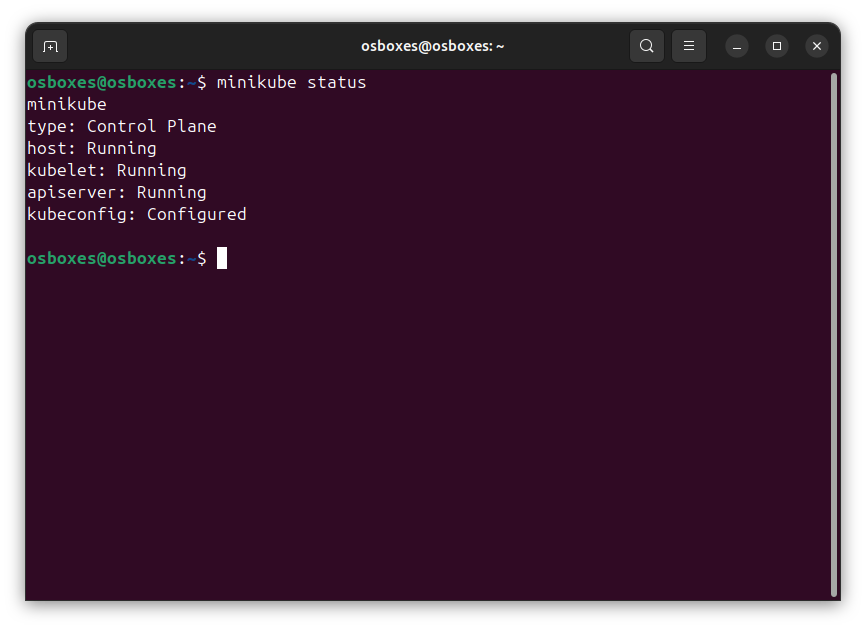 osboxes@osboxes: ~
osboxes@osboxes:~$ minikube status
minikube
type: Control Plane
host: Running
kubelet: Running
apiserver: Running
kubeconfig: Configured
osboxes@osboxes:~$